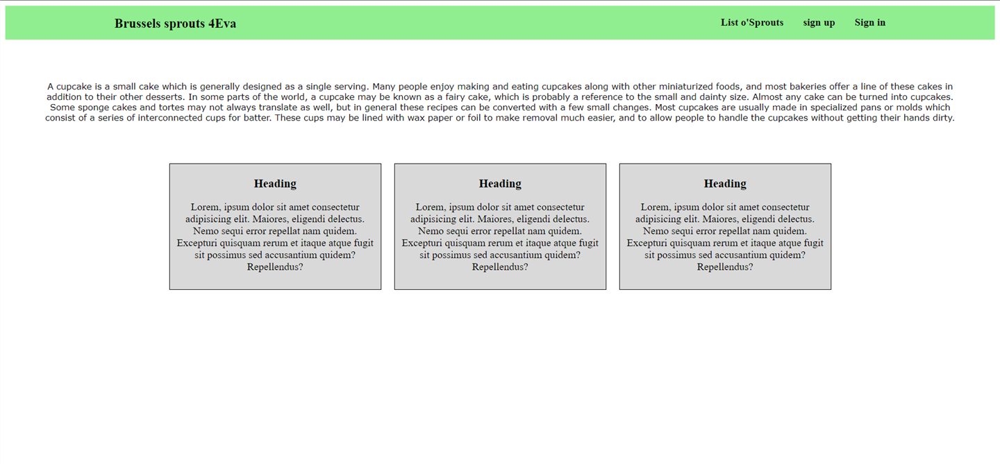 Brussels sprouts 4Eva
List o'Sprouts
sign up
Sign in
A cupcake is a small cake which is generally designed as a single serving. Many people enjoy making and eating cupcakes along with other miniaturized foods, and most bakeries offer a line of these cakes in
addition to their other desserts. In some parts of the world, a cupcake may be known as a fairy cake, which is probably a reference to the small and dainty size. Almost any cake can be turned into cupcakes.
Some sponge cakes and tortes may not always translate as well, but in general these recipes can be converted with a few small changes. Most cupcakes are usually made in specialized pans or molds which
consist of a series of interconnected cups for batter. These cups may be lined with wax paper or foil to make removal much easier, and to allow people to handle the cupcakes without getting their hands dirty.
Heading
Lorem, ipsum dolor sit amet consectetur
adipisicing elit. Maiores, eligendi delectus.
Nemo sequi error repellat nam quidem.
Excepturi quisquam rerum et itaque atque fugit
sit possimus sed accusantium quidem?
Repellendus?
Heading
Lorem, ipsum dolor sit amet consectetur
adipisicing elit. Maiores, eligendi delectus.
Nemo sequi error repellat nam quidem.
Excepturi quisquam rerum et itaque atque fugit
sit possimus sed accusantium quidem?
Repellendus?
Heading
Lorem, ipsum dolor sit amet consectetur
adipisicing elit. Maiores, eligendi delectus.
Nemo sequi error repellat nam quidem.
Excepturi quisquam rerum et itaque atque fugit
sit possimus sed accusantium quidem?
Repellendus?